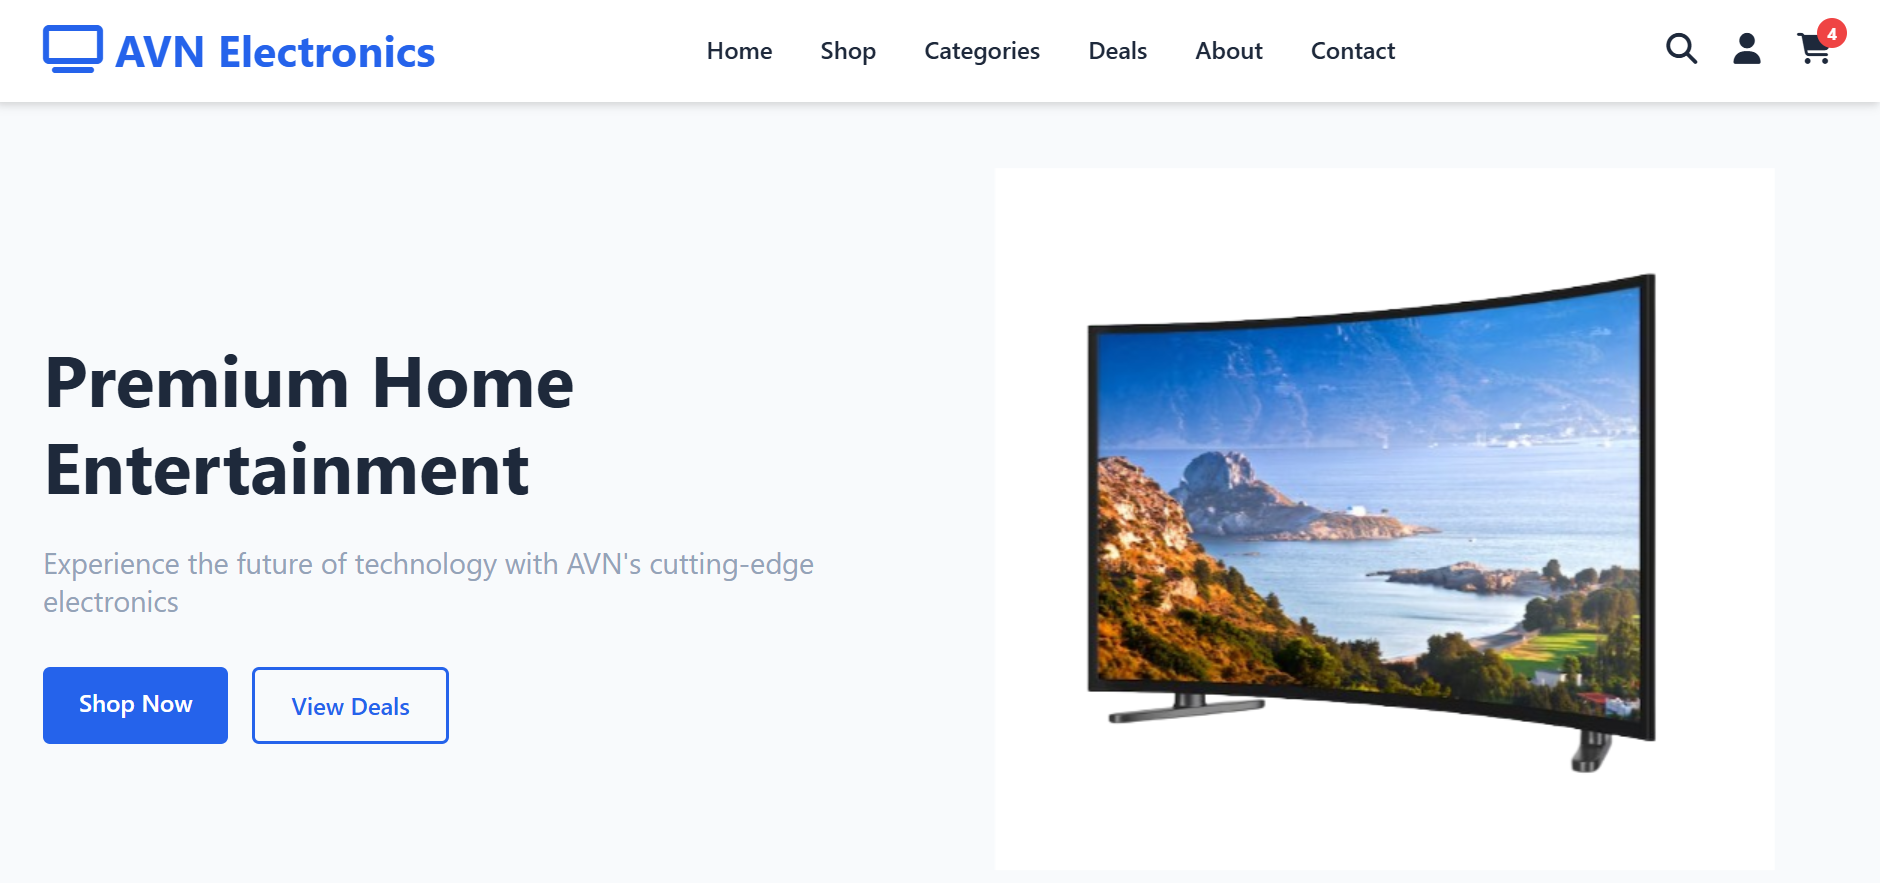 AVN Electronics
Home
Shop
Categories
Deals
About
Contact
4
Premium Home
Entertainment
Experience the future of technology with AVN's cutting-edge
electronics
Shop Now
View Deals